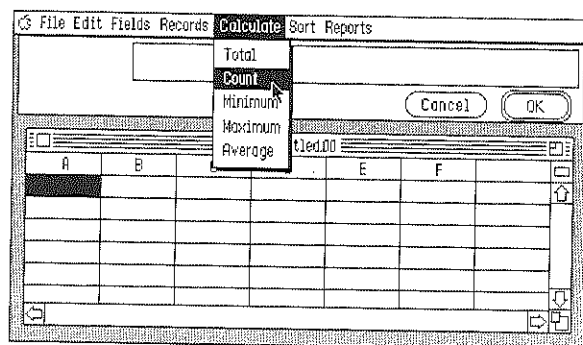 File Edit Fields Records Calculate Sort Reports
Total
Count
Minimum
Maximum
Average
Cancel OK
tled.00
A B E F